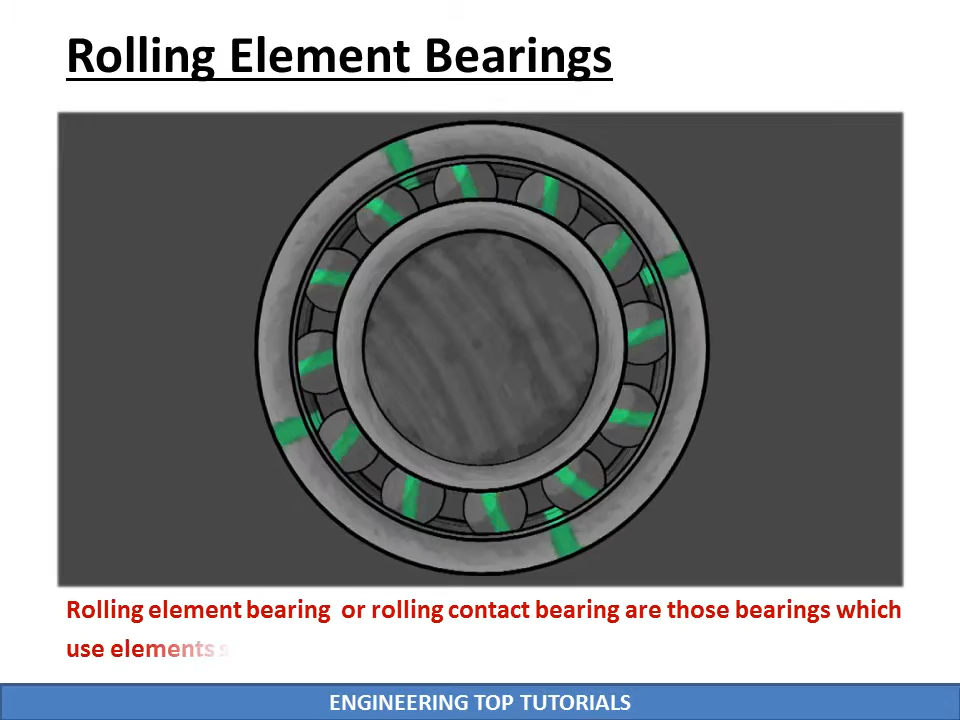 Rolling Element Bearings
Rolling element bearing or rolling contact bearing are those bearings which
use elements
ENGINEERING TOP TUTORIALS